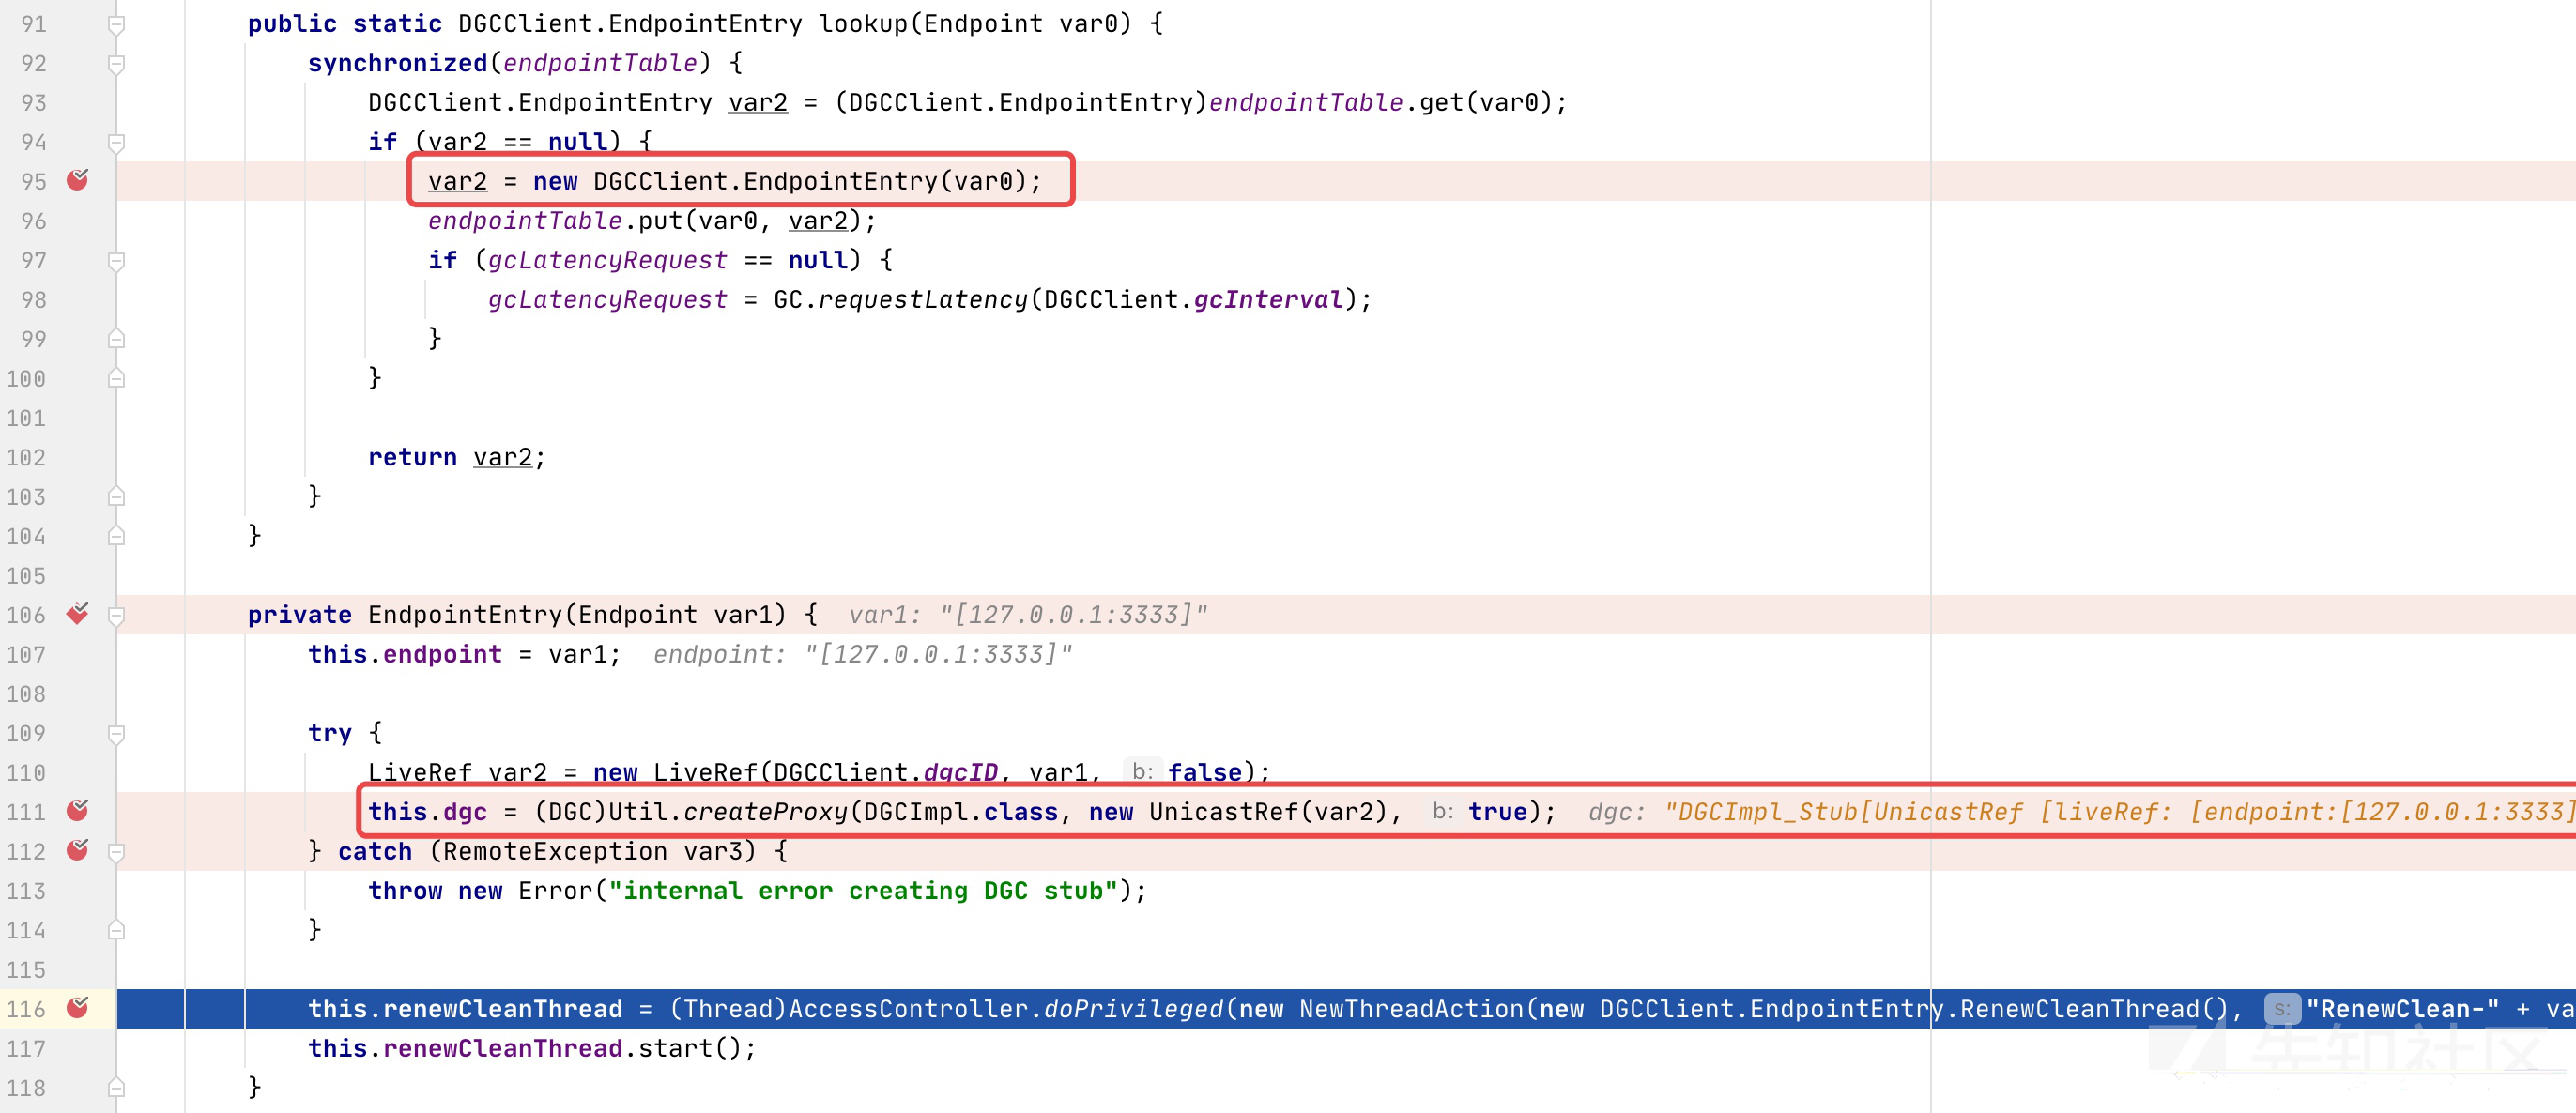 91 public static DGCClient.EndpointEntry lookup(Endpoint var0) {
92 synchronized(endpointTable) {
93 DGCClient.EndpointEntry var2 = (DGCClient.EndpointEntry)endpointTable.get(var0);
94 if (var2 == null) {
95 var2 = new DGCClient.EndpointEntry(var0);
96 endpointTable.put(var0, var2);
97 if (gcLatencyRequest == null) {
98 gcLatencyRequest = GC.requestLatency(DGCClient.gcInterval);
99 }
100 }
101
102 return var2;
103 }
104 }
105
106 private EndpointEntry(Endpoint var1) { var1: "[127.0.0.1:3333]"
107 this.endpoint = var1; endpoint: "[127.0.0.1:3333]"
108
109 try {
110 LiveRef var2 = new LiveRef(DGCClient.dgcID, var1, b: false);
111 this.dgc = (DGC)Util.createProxy(DGCImpl.class, new UnicastRef(var2), b: true); dgc: "DGCImpl_Stub[UnicastRef [liveRef: [endpoint:[127.0.0.1:3333]
112 } catch (RemoteException var3) {
113 throw new Error("internal error creating DGC stub");
114 }
115
116 this.renewCleanThread = (Thread)AccessController.doPrivileged(new NewThreadAction(new DGCClient.EndpointEntry.RenewCleanThread(), s: "RenewClean-" + va
117 this.renewCleanThread.start();
118 }
先知社区